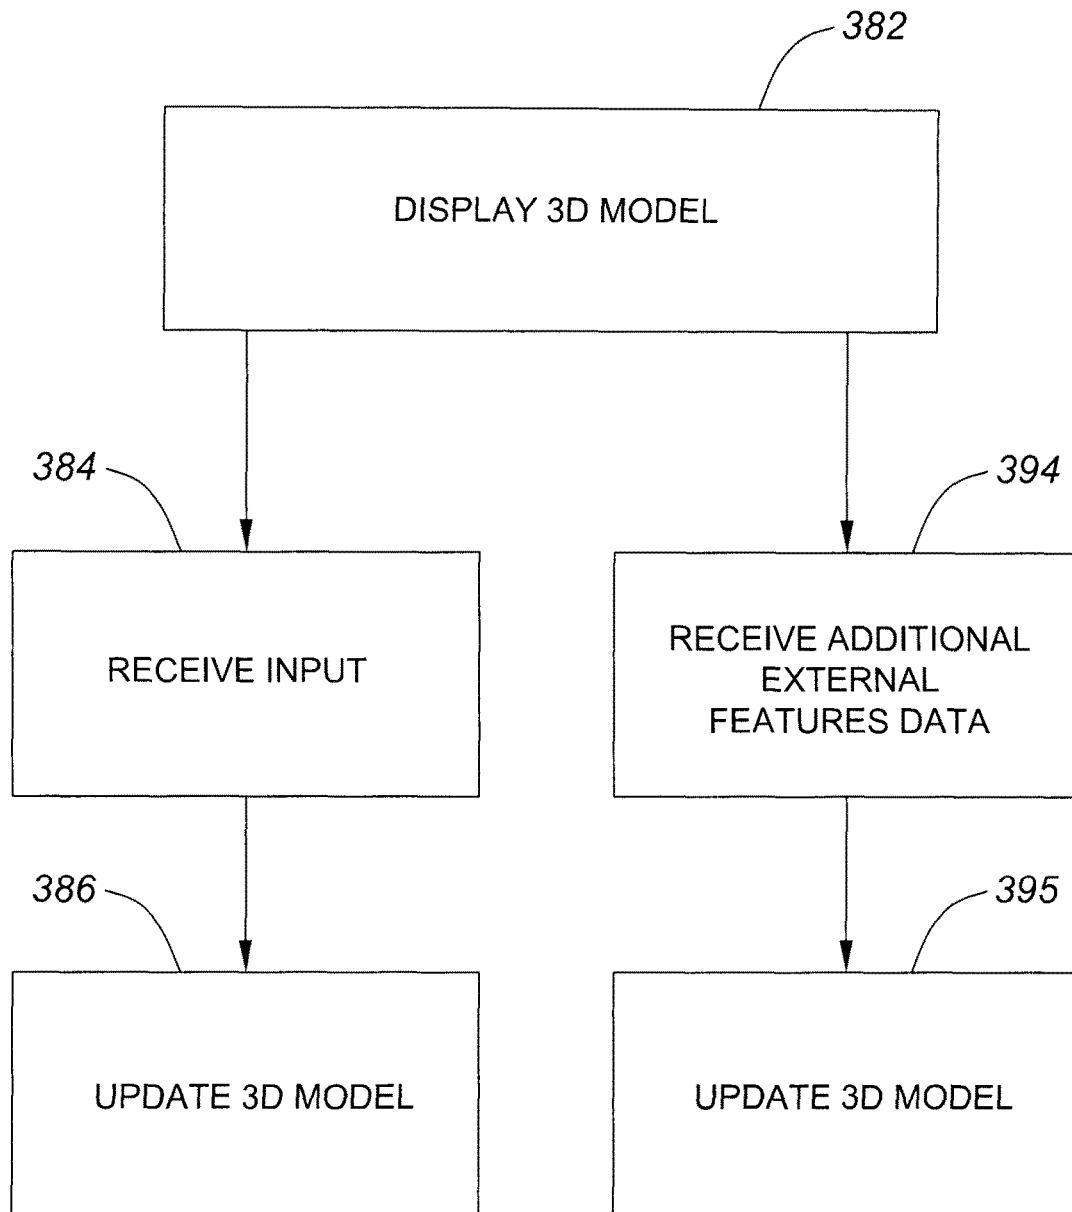 382
DISPLAY 3D MODEL
384
394
RECEIVE INPUT
RECEIVE ADDITIONAL
EXTERNAL
FEATURES DATA
386
395
UPDATE 3D MODEL
UPDATE 3D MODEL